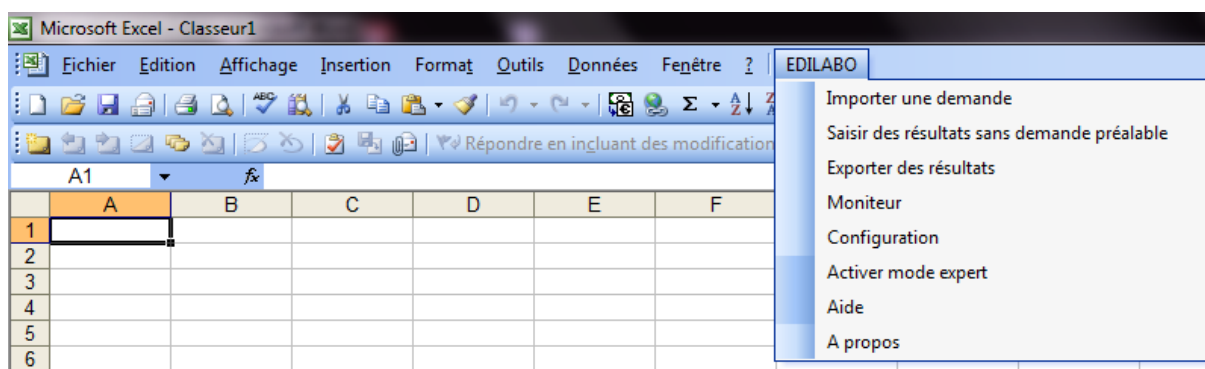 Microsoft Excel - Classeur1
Fichier Edition Affichage Insertion Format Outils Données Fenêtre ? EDILABO
ABC Σ A Z
Répondre en incluant des modification
A1 fx
A B C D E F
1
2
3
4
5
6
Importer une demande
Saisir des résultats sans demande préalable
Exporter des résultats
Moniteur
Configuration
Activer mode expert
Aide
A propos